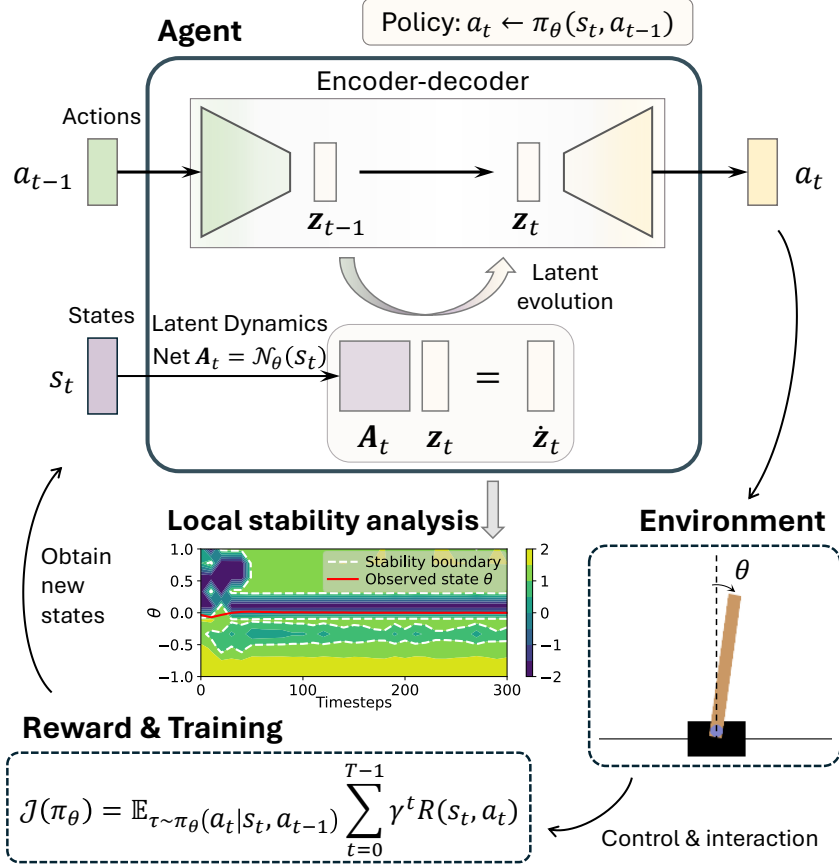 Policy: aₜ ← π_θ(sₜ, aₜ₋₁)
Agent
Encoder-decoder
Actions
aₜ₋₁
zₜ₋₁
zₜ
aₜ
Latent
evolution
States
sₜ
Latent Dynamics
Net Aₜ = 𝒩_θ(sₜ)
=
Aₜ zₜ żₜ
Local stability analysis
Environment
Obtain
new
states
Stability boundary
Observed state θ
θ
1.0
0.5
0.0
−0.5
−1.0
0 100 200 300
Timesteps
2
1
0
−1
−2
θ
Reward & Training
𝒥(π_θ) = 𝔼_{τ~π_θ}(aₜ|sₜ, aₜ₋₁) ∑_{t=0}^{T−1} γᵗR(sₜ, aₜ)
Control & interaction